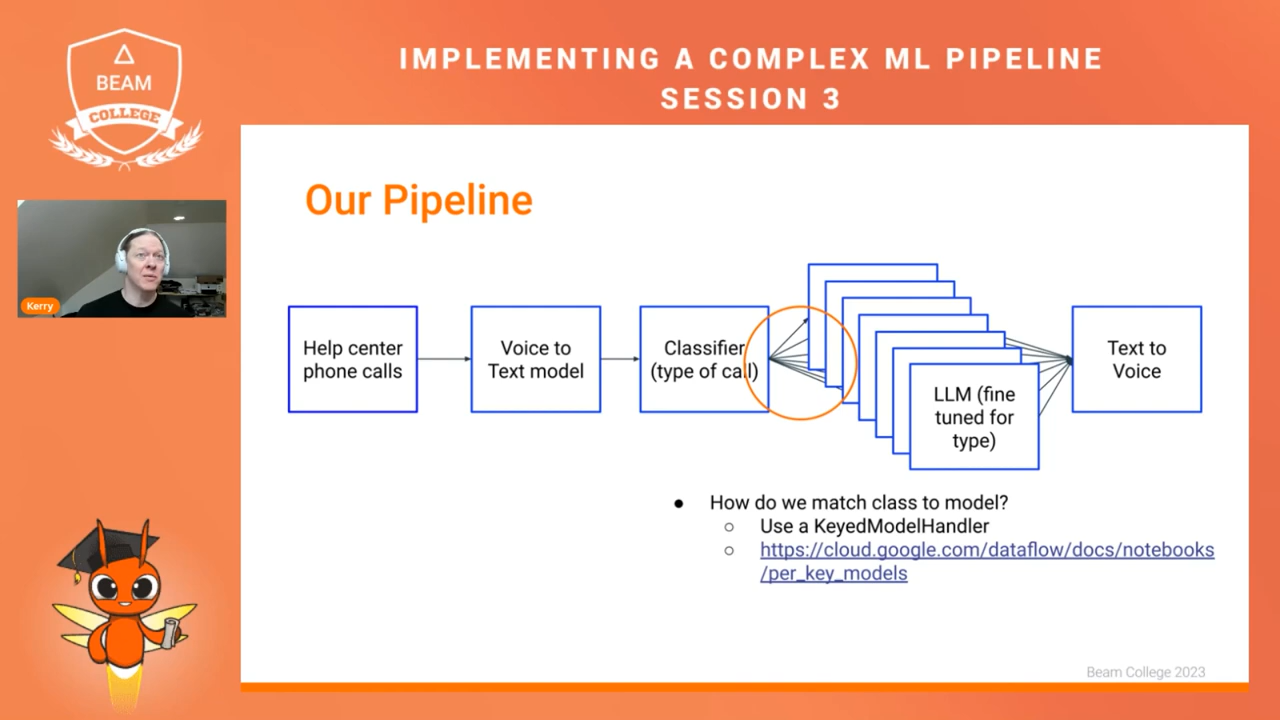 IMPLEMENTING A COMPLEX ML PIPELINE
SESSION 3
BEAM
COLLEGE
Kerry
Our Pipeline
Help center
phone calls
Voice to
Text model
Classifier
(type of call)
LLM (fine
tuned for
type)
Text to
Voice
● How do we match class to model?
○ Use a KeyedModelHandler
○ https://cloud.google.com/dataflow/docs/notebooks
/per_key_models
Beam College 2023